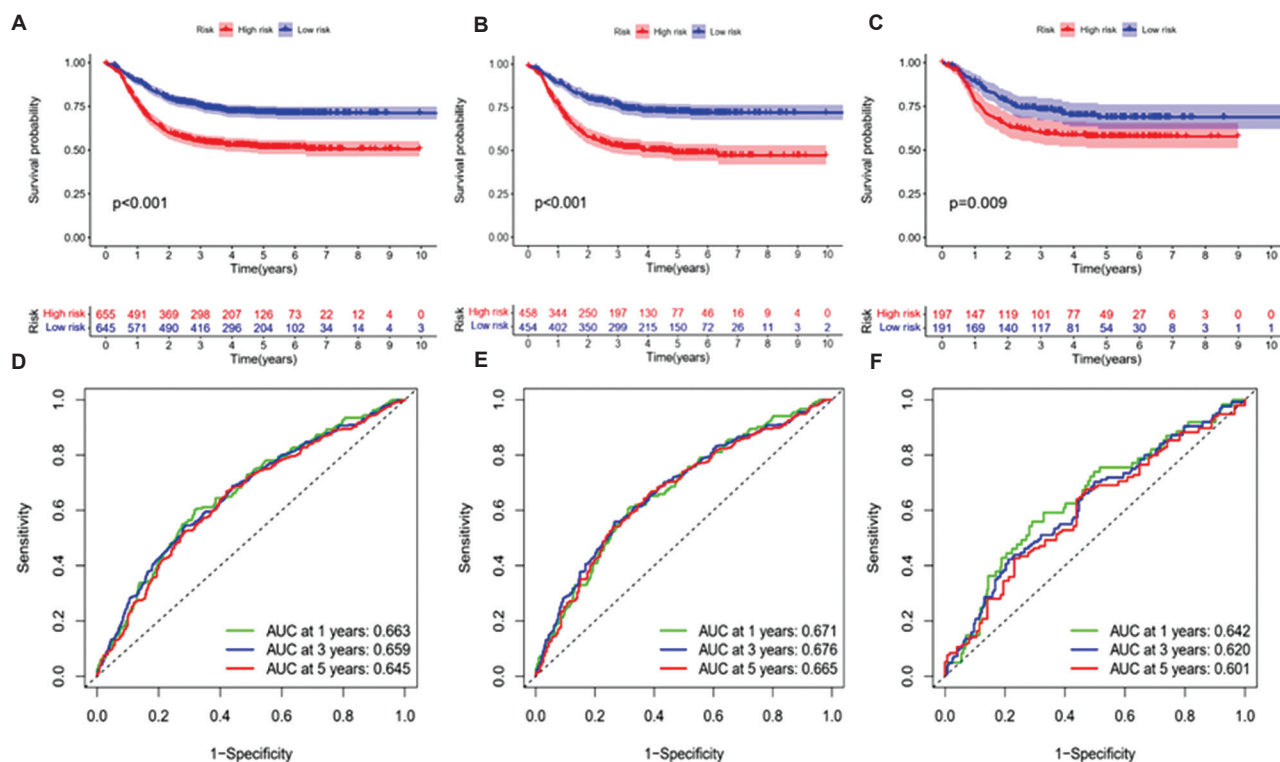 A
Risk High risk Low risk
Survival probability
1.00
0.75
0.50
0.25
0.00
p<0.001
0 1 2 3 4 5 6 7 8 9 10
Time(years)
Risk
High risk 655 491 369 298 207 126 73 22 12 4 0
Low risk 645 571 490 416 296 204 102 34 14 4 3
0 1 2 3 4 5 6 7 8 9 10
Time(years)
B
Risk High risk Low risk
Survival probability
1.00
0.75
0.50
0.25
0.00
p<0.001
0 1 2 3 4 5 6 7 8 9 10
Time(years)
Risk
High risk 458 344 250 197 130 77 46 16 9 4 0
Low risk 454 402 350 299 215 150 72 26 11 3 2
0 1 2 3 4 5 6 7 8 9 10
Time(years)
C
Risk High risk Low risk
Survival probability
1.00
0.75
0.50
0.25
0.00
p=0.009
0 1 2 3 4 5 6 7 8 9 10
Time(years)
Risk
High risk 197 147 119 101 77 49 27 6 3 0 0
Low risk 191 169 140 117 81 54 30 8 3 1 1
0 1 2 3 4 5 6 7 8 9 10
Time(years)
D
Sensitivity
1.0
0.8
0.6
0.4
0.2
0.0
AUC at 1 years: 0.663
AUC at 3 years: 0.659
AUC at 5 years: 0.645
0.0 0.2 0.4 0.6 0.8 1.0
1−Specificity
E
Sensitivity
1.0
0.8
0.6
0.4
0.2
0.0
AUC at 1 years: 0.671
AUC at 3 years: 0.676
AUC at 5 years: 0.665
0.0 0.2 0.4 0.6 0.8 1.0
1−Specificity
F
Sensitivity
1.0
0.8
0.6
0.4
0.2
0.0
AUC at 1 years: 0.642
AUC at 3 years: 0.620
AUC at 5 years: 0.601
0.0 0.2 0.4 0.6 0.8 1.0
1−Specificity